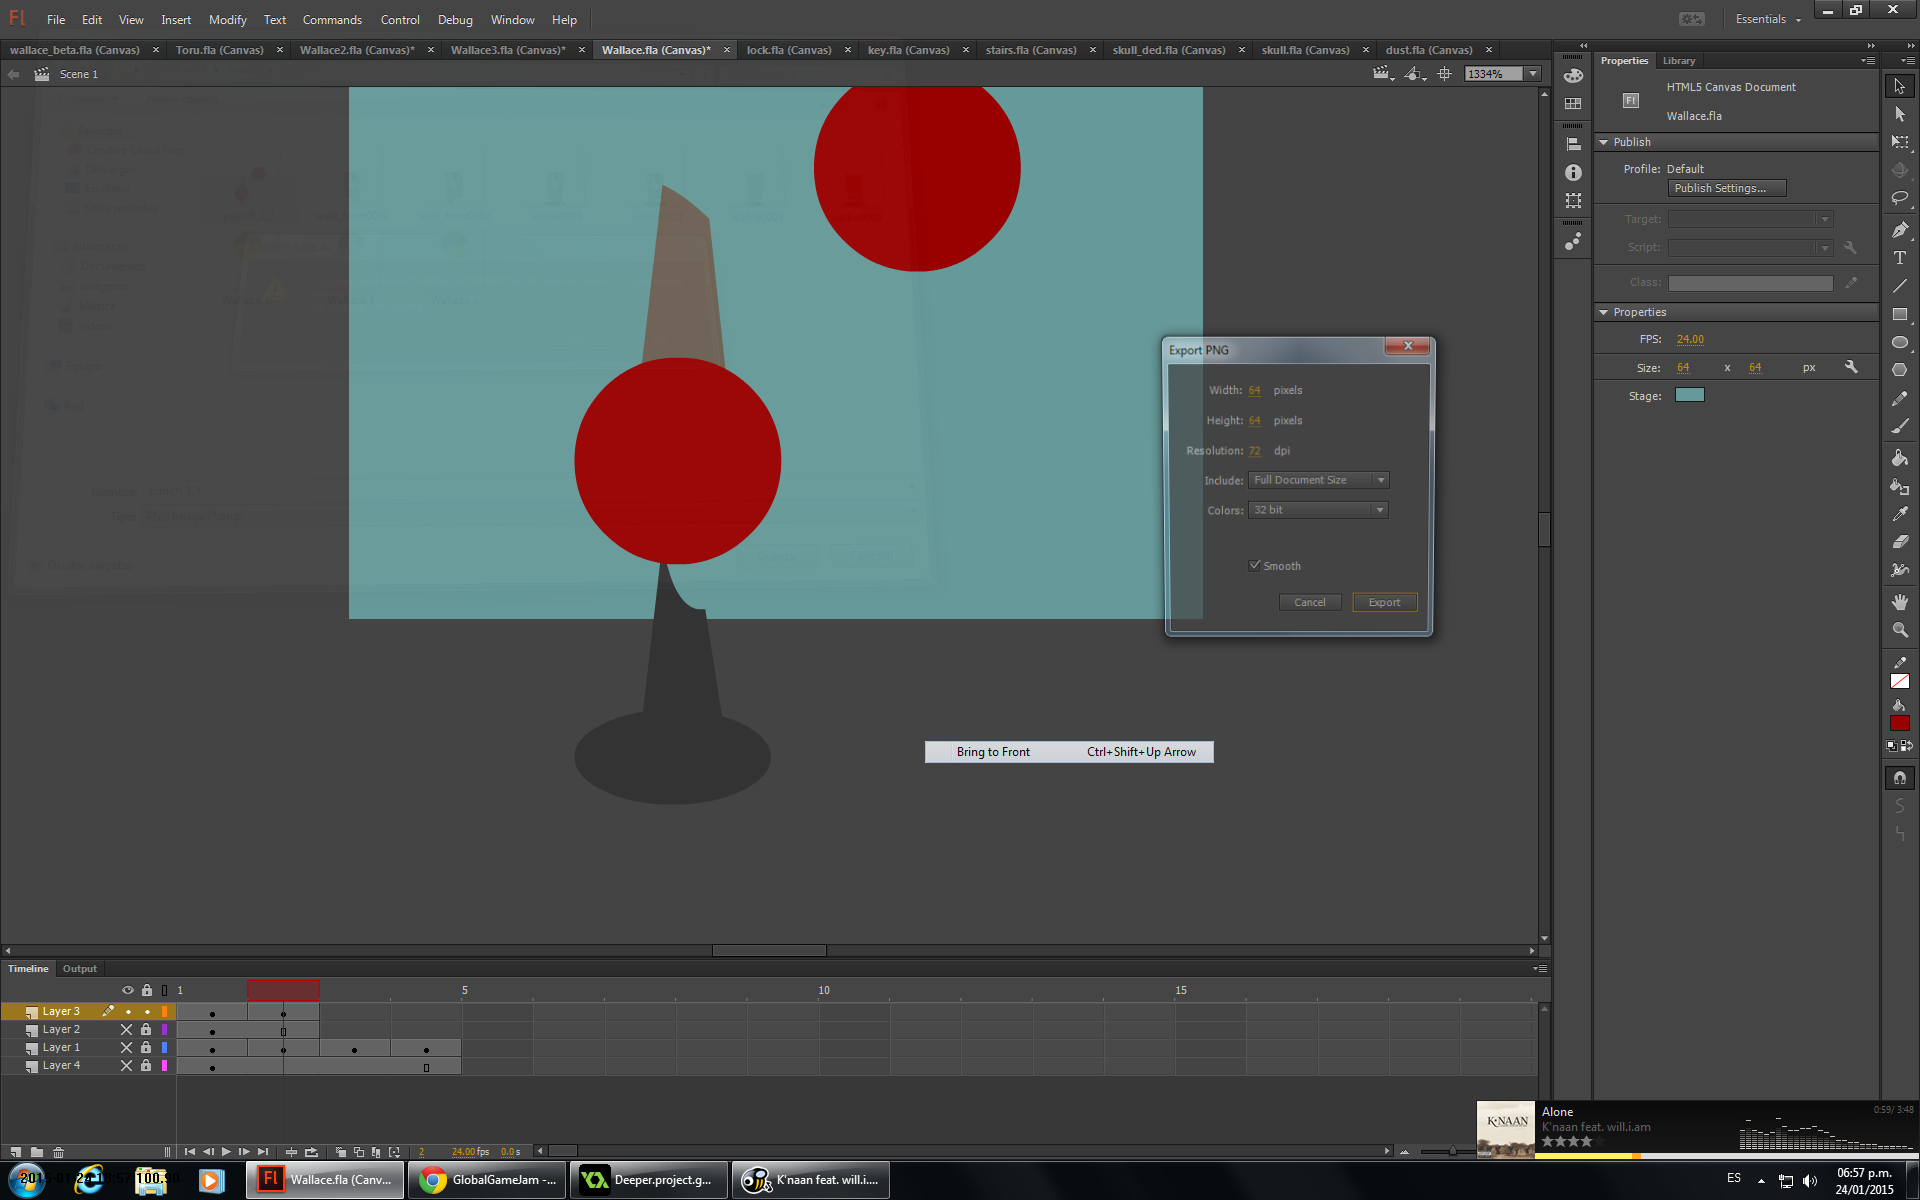 Fl File Edit View Insert Modify Text Commands Control Debug Window Help Essentials
wallace_beta.fla (Canvas) Toru.fla (Canvas) Wallace2.fla (Canvas)* Wallace3.fla (Canvas)* Wallace.fla (Canvas)* lock.fla (Canvas) key.fla (Canvas) stairs.fla (Canvas) skull_ded.fla (Canvas) skull.fla (Canvas) dust.fla (Canvas)
Scene 1 1334%
Properties Library
HTML5 Canvas Document
Fl
Wallace.fla
Publish
Profile: Default
Publish Settings...
Target:
Script:
Class:
Properties
FPS: 24.00
Size: 64 x 64 px
Stage:
Export PNG
Width: 64 pixels
Height: 64 pixels
Resolution: 72 dpi
Include: Full Document Size
Colors: 32 bit
Smooth
Cancel Export
Bring to Front Ctrl+Shift+Up Arrow
Timeline Output
1 5 10 15
Layer 3
Layer 2
Layer 1
Layer 4
2 24.00 fps 0.0 s
K'NAAN
Alone 0:59/ 3:48
K'naan feat. will.i.am
Wallace.fla (Canv...
GlobalGameJam -...
Deeper.project.g...
K'naan feat. will.i....
ES
06:57 p.m.
24/01/2015